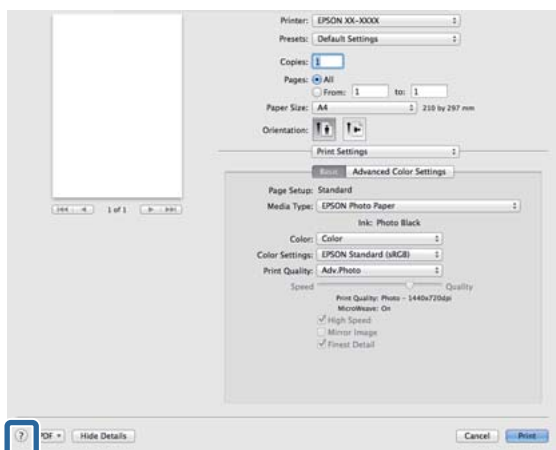 Printer: EPSON XX-XXXX
Presets: Default Settings
Copies: 1
Pages: All
From: 1 to: 1
Paper Size: A4 210 by 297 mm
Orientation:
Print Settings
Basic Advanced Color Settings
Page Setup: Standard
1 of 1
Media Type: EPSON Photo Paper
Ink: Photo Black
Color: Color
Color Settings: EPSON Standard (sRGB)
Print Quality: Adv.Photo
Speed Quality
Print Quality: Photo - 1440x720dpi
MicroWeave: On
High Speed
Mirror Image
Finest Detail
? PDF Hide Details Cancel Print